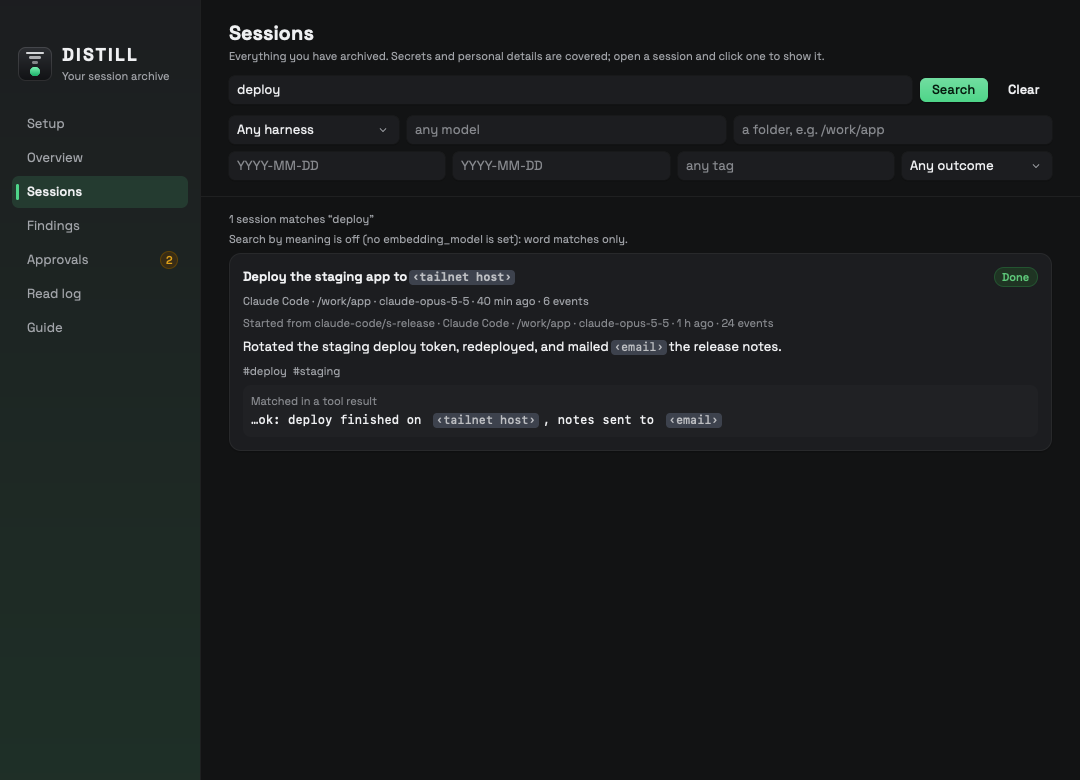 DISTILL
Your session archive
Setup
Overview
Sessions
Findings
Approvals 2
Read log
Guide
Sessions
Everything you have archived. Secrets and personal details are covered; open a session and click one to show it.
deploy Search Clear
Any harness any model a folder, e.g. /work/app
YYYY-MM-DD YYYY-MM-DD any tag Any outcome
1 session matches “deploy”
Search by meaning is off (no embedding_model is set): word matches only.
Deploy the staging app to ‹tailnet host› Done
Claude Code · /work/app · claude-opus-5-5 · 40 min ago · 6 events
Started from claude-code/s-release · Claude Code · /work/app · claude-opus-5-5 · 1 h ago · 24 events
Rotated the staging deploy token, redeployed, and mailed ‹email› the release notes.
#deploy #staging
Matched in a tool result
…ok: deploy finished on ‹tailnet host›, notes sent to ‹email›